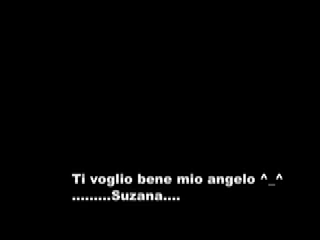 Ti voglio bene mio angelo ^_^
.........Suzana....